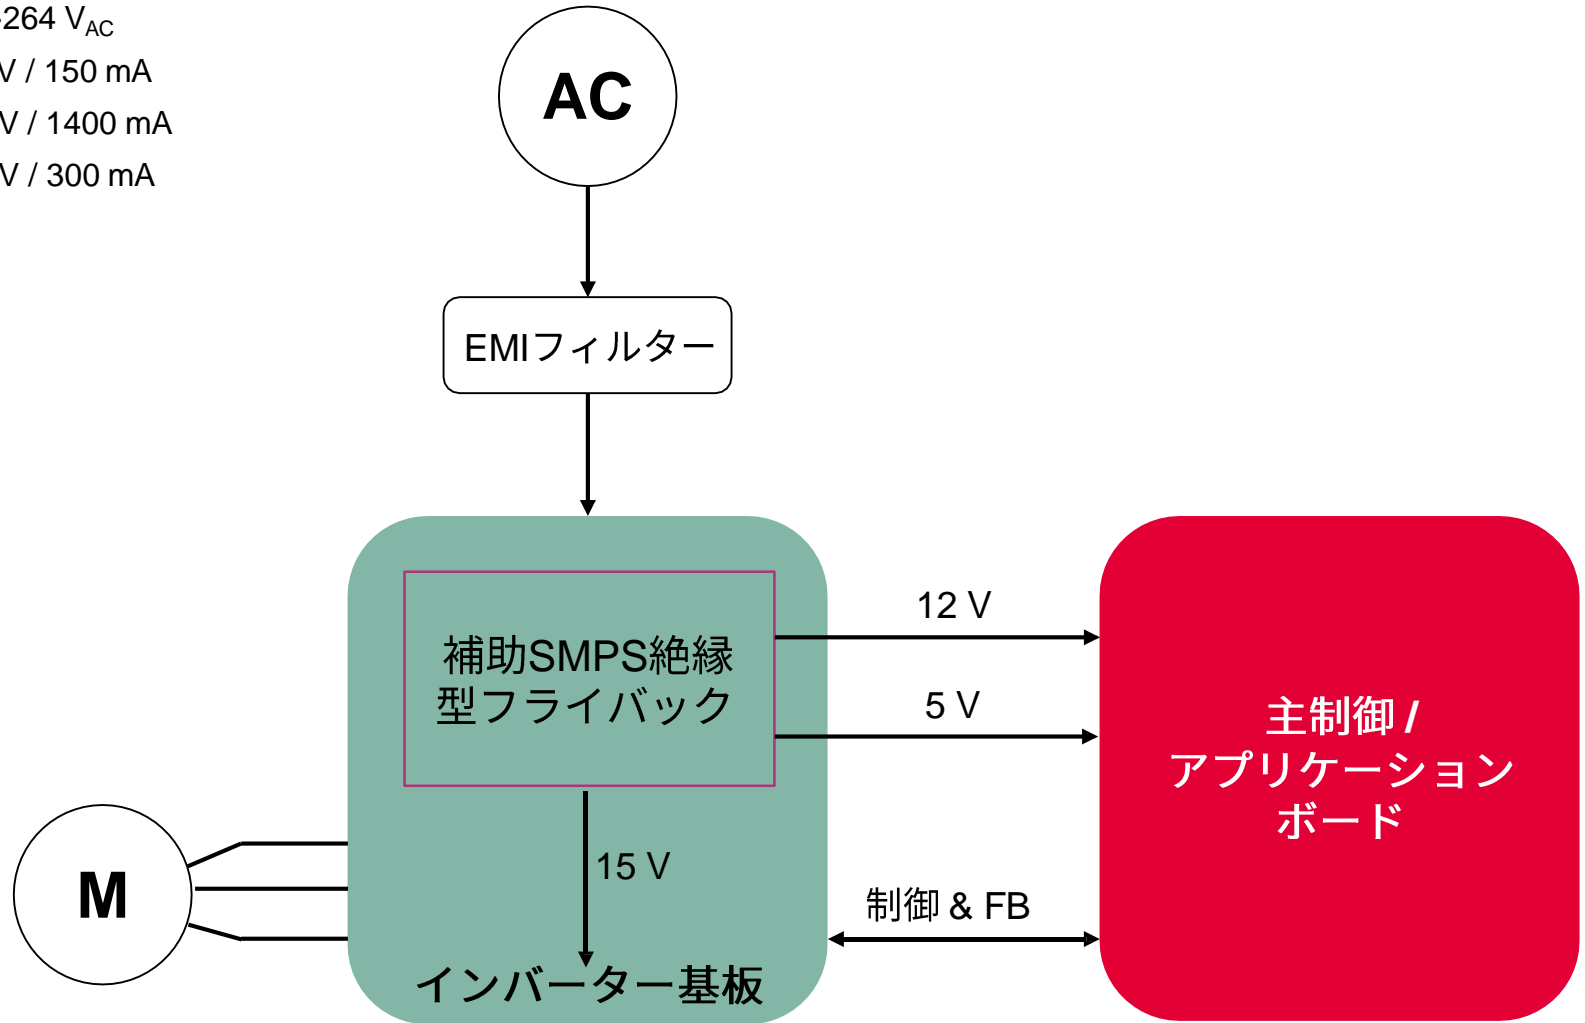 -264 VAC
V / 150 mA
V / 1400 mA
V / 300 mA
AC
EMIフィルター
補助SMPS絶縁
型フライバック
12 V
5 V
主制御 /
アプリケーション
ボード
15 V
M
制御 & FB
インバーター基板